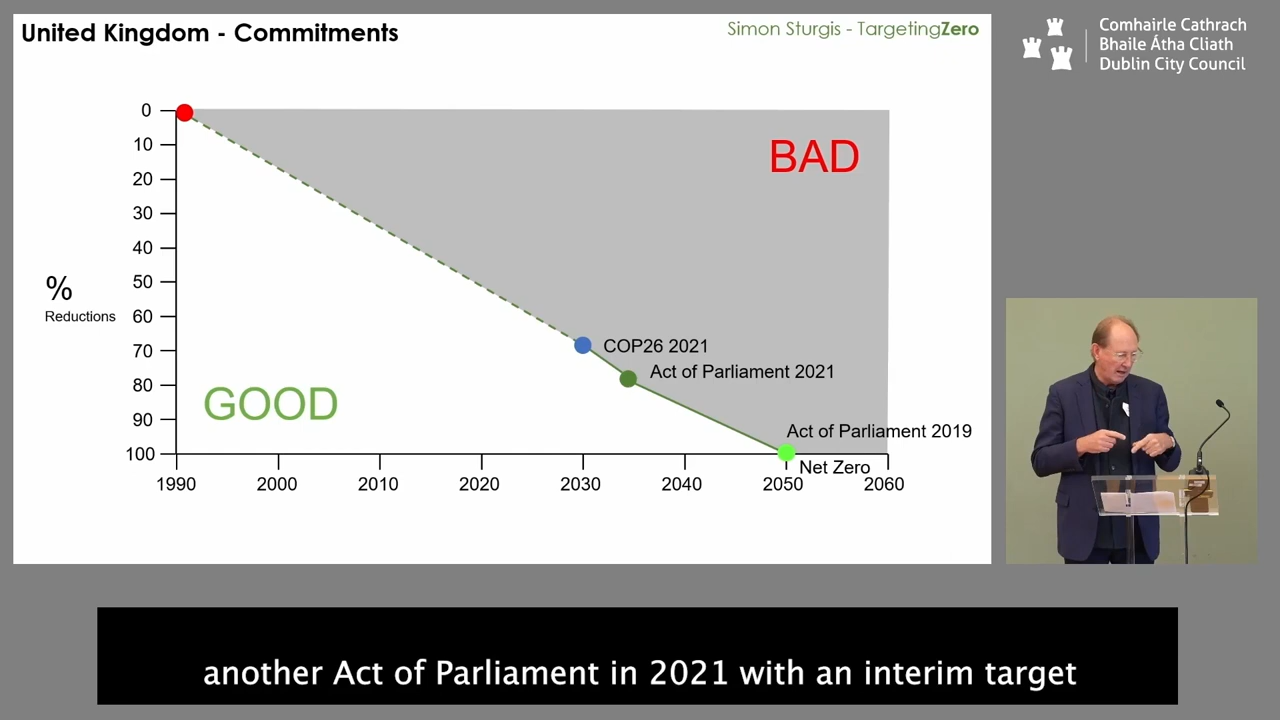 United Kingdom - Commitments
Simon Sturgis - TargetingZero
Comhairle Cathrach
Bhaile Átha Cliath
Dublin City Council
0
10
20
30
40
50
60
70
80
90
100
%
Reductions
BAD
GOOD
COP26 2021
Act of Parliament 2021
Act of Parliament 2019
Net Zero
1990
2000
2010
2020
2030
2040
2050
2060
another Act of Parliament in 2021 with an interim target